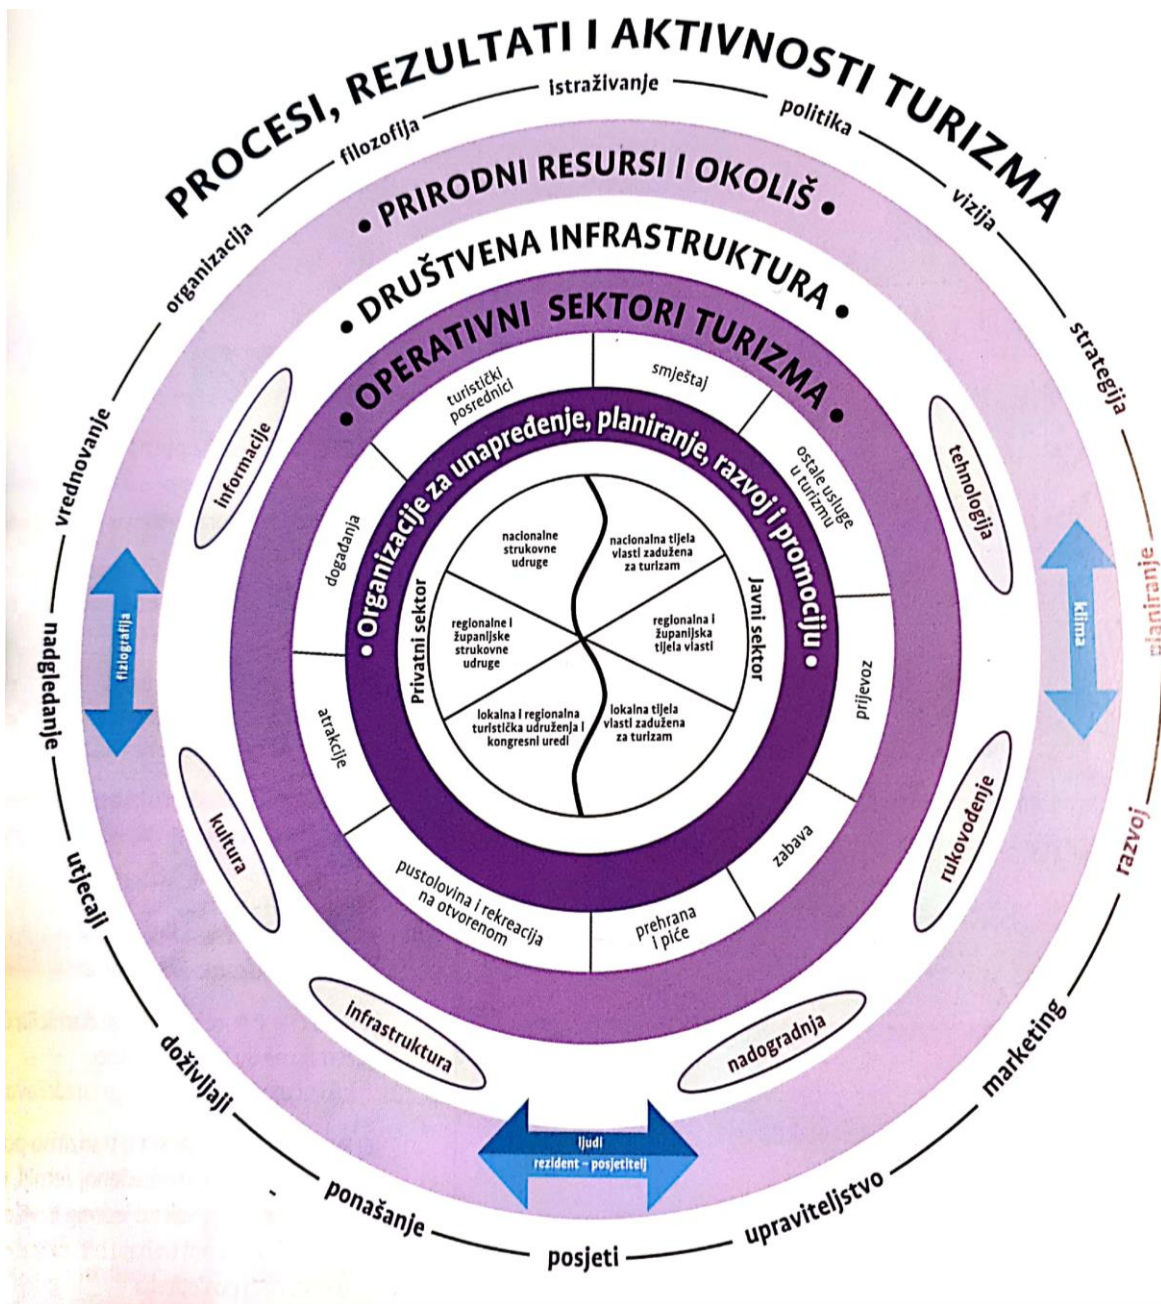 PROCESI, REZULTATI I AKTIVNOSTI TURIZMA
istraživanje
politika
vizija
strategija
planiranje
razvoj
marketing
upraviteljstvo
posjeti
ponašanje
doživljaji
utjecaji
nadgledanje
vrednovanje
organizacija
filozofija
• PRIRODNI RESURSI I OKOLIŠ •
klima
ljudi
rezident – posjetitelj
fiziografija
• DRUŠTVENA INFRASTRUKTURA •
tehnologija
rukovođenje
nadogradnja
infrastruktura
kultura
informacije
• OPERATIVNI SEKTORI TURIZMA •
smještaj
ostale usluge
u turizmu
prijevoz
zabava
prehrana
i piće
pustolovina i rekreacija
na otvorenom
atrakcije
događanja
turistički
posrednici
• Organizacije za unapređenje, planiranje, razvoj i promociju •
Privatni sektor
nacionalne
strukovne
udruge
regionalne i
županijske
strukovne
udruge
lokalna i regionalna
turistička udruženja i
kongresni uredi
Javni sektor
nacionalna tijela
vlasti zadužena
za turizam
regionalna i
županijska
tijela vlasti
lokalna tijela
vlasti zadužena
za turizam